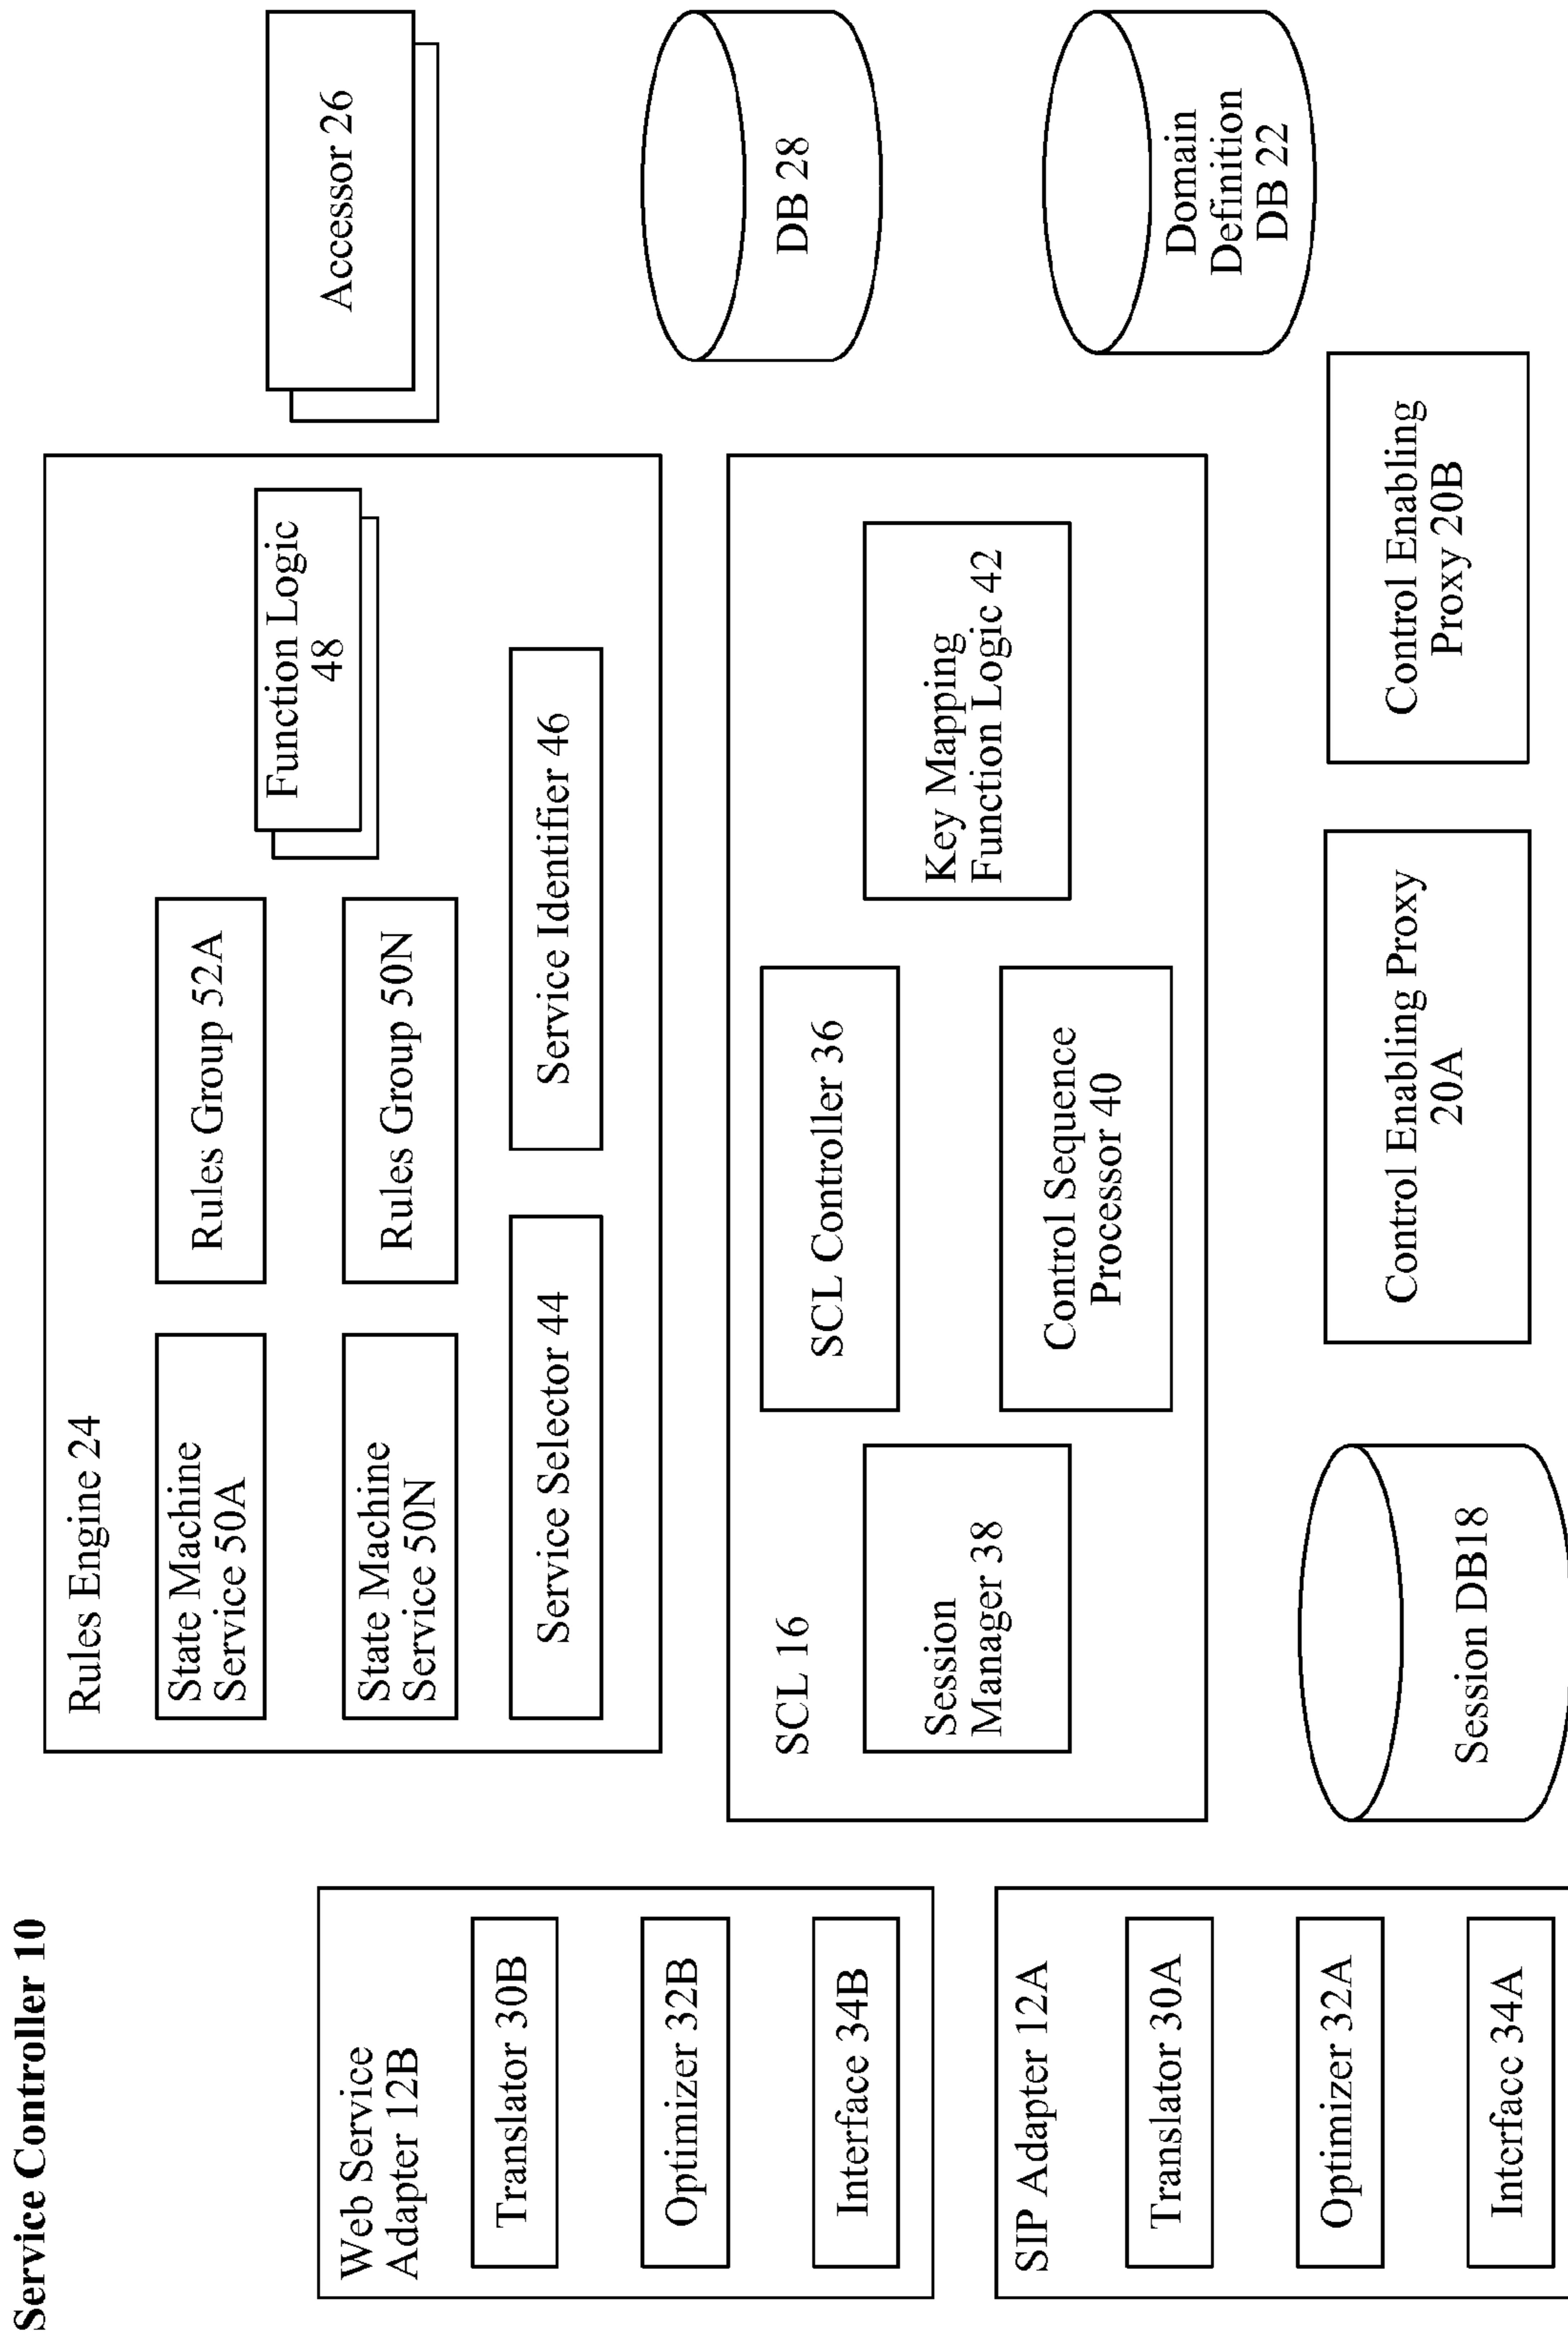 Service Controller 10
Web Service
Adapter 12B
Translator 30B
Optimizer 32B
Interface 34B
SIP Adapter 12A
Translator 30A
Optimizer 32A
Interface 34A
Rules Engine 24
State Machine
Service 50A
Rules Group 52A
Function Logic
48
State Machine
Service 50N
Rules Group 50N
Service Selector 44
Service Identifier 46
SCL 16
SCL Controller 36
Session
Manager 38
Key Mapping
Function Logic 42
Control Sequence
Processor 40
Session DB18
Control Enabling Proxy
20A
Control Enabling
Proxy 20B
Accessor 26
DB 28
Domain
Definition
DB 22